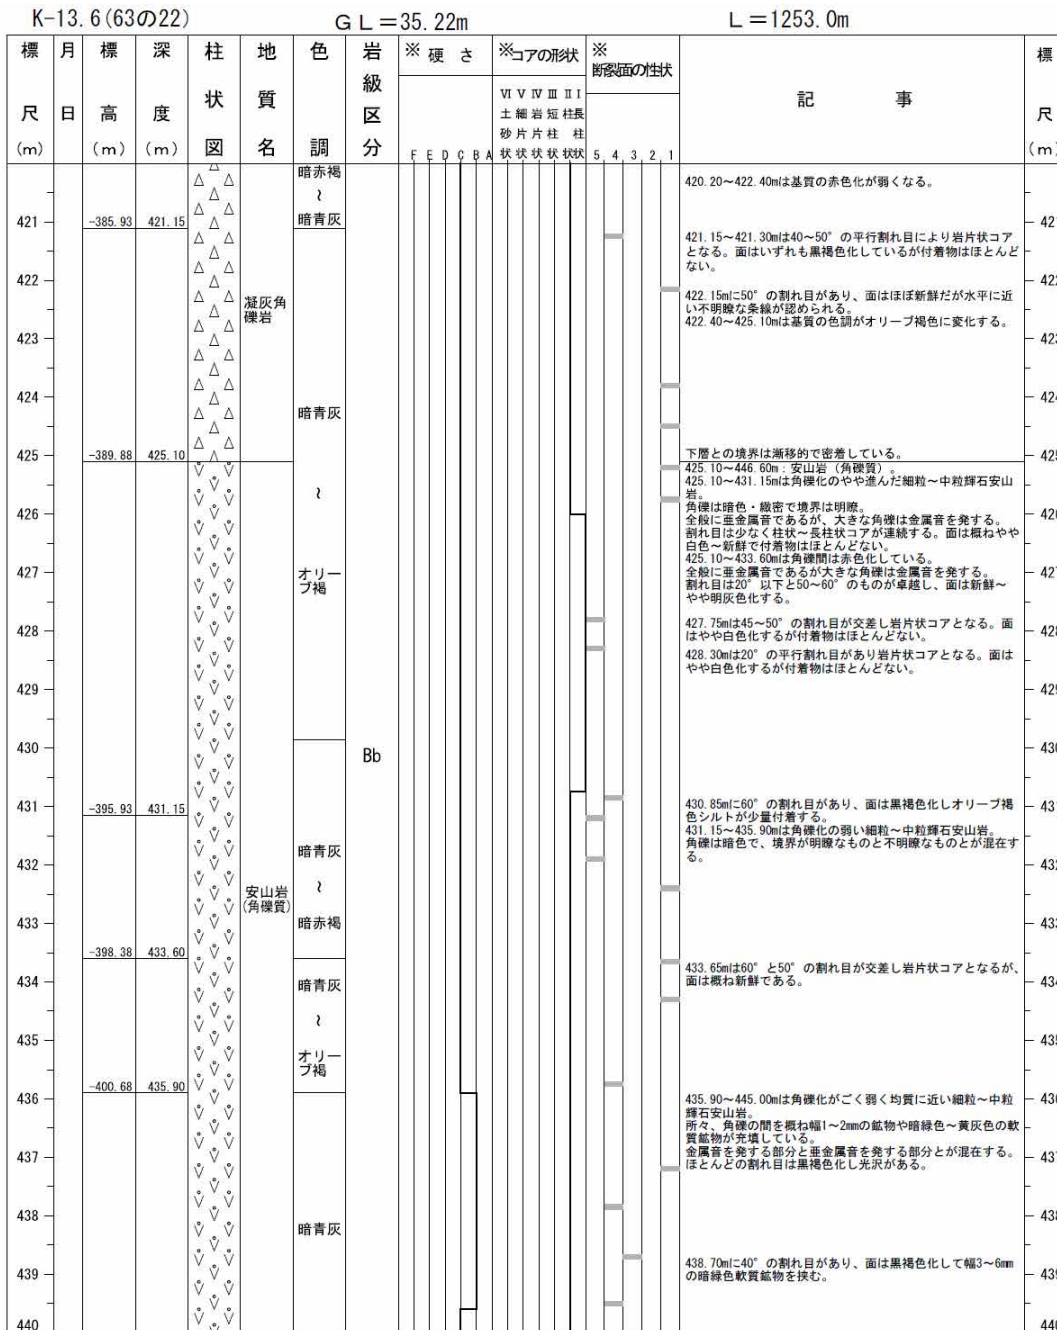 K-13.6(63の22)
GL=35.22m
L=1253.0m
標尺(m)
月日
標高(m)
深度(m)
柱状図
地質名
色調
岩級区分
※硬さ
F E D C B A
※コアの形状
Ⅵ 土砂状
Ⅴ 細片状
Ⅳ 岩片状
Ⅲ 短柱状
Ⅱ 柱状
Ⅰ 長柱状
※断裂面の性状
5 4 3 2 1
記事
標尺(m)
暗赤褐
~
暗青灰
420.20~422.40mは基質の赤色化が弱くなる。
421
-385.93 421.15
421.15~421.30mは40~50°の平行割れ目により岩片状コア
となる。面はいずれも黒褐色化しているが付着物はほとんど
ない。
422
凝灰角
礫岩
422.15mに50°の割れ目があり、面はほぼ新鮮だが水平に近
い不明瞭な条線が認められる。
422.40~425.10mは基質の色調がオリーブ褐色に変化する。
423
424
暗青灰
~
オリー
ブ褐
下層との境界は漸移的で密着している。
425
-389.88 425.10
425.10~446.60m:安山岩(角礫質)。
425.10~431.15mは角礫化のやや進んだ細粒~中粒輝石安山
岩。
角礫は暗色・緻密で境界は明瞭。
426
全般に亜金属音であるが、大きな角礫は金属音を発する。
割れ目は少なく柱状~長柱状コアが連続する。面は概ねやや
白色~新鮮で付着物はほとんどない。
425.10~433.60mは角礫間は赤色化している。
427
全般に亜金属音であるが大きな角礫は金属音を発する。
割れ目は20°以下と50~60°のものが卓越し、面は新鮮~
やや明灰色化する。
428
427.75mは45~50°の割れ目が交差し岩片状コアとなる。面
はやや白色化するが付着物はほとんどない。
428.30mは20°の平行割れ目があり岩片状コアとなる。面は
やや白色化するが付着物はほとんどない。
429
430
Bb
431
-395.93 431.15
430.85mに60°の割れ目があり、面は黒褐色化しオリーブ褐
色シルトが少量付着する。
431.15~435.90mは角礫化の弱い細粒~中粒輝石安山岩。
角礫は暗色で、境界が明瞭なものと不明瞭なものとが混在す
る。
432
暗青灰
~
暗赤褐
安山岩
(角礫質)
433
-398.38 433.60
433.65mは60°と50°の割れ目が交差し岩片状コアとなるが、
面は概ね新鮮である。
434
暗青灰
~
オリー
ブ褐
435
-400.68 435.90
436
435.90~445.00mは角礫化がごく弱く均質に近い細粒~中粒
輝石安山岩。
所々、角礫の間を概ね幅1~2mmの鉱物や暗緑色~黄灰色の軟
質鉱物が充填している。
437
金属音を発する部分と亜金属音を発する部分とが混在する。
ほとんどの割れ目は黒褐色化し光沢がある。
438
暗青灰
438.70mに40°の割れ目があり、面は黒褐色化して幅3~6mm
の暗緑色軟質鉱物を挟む。
439
440